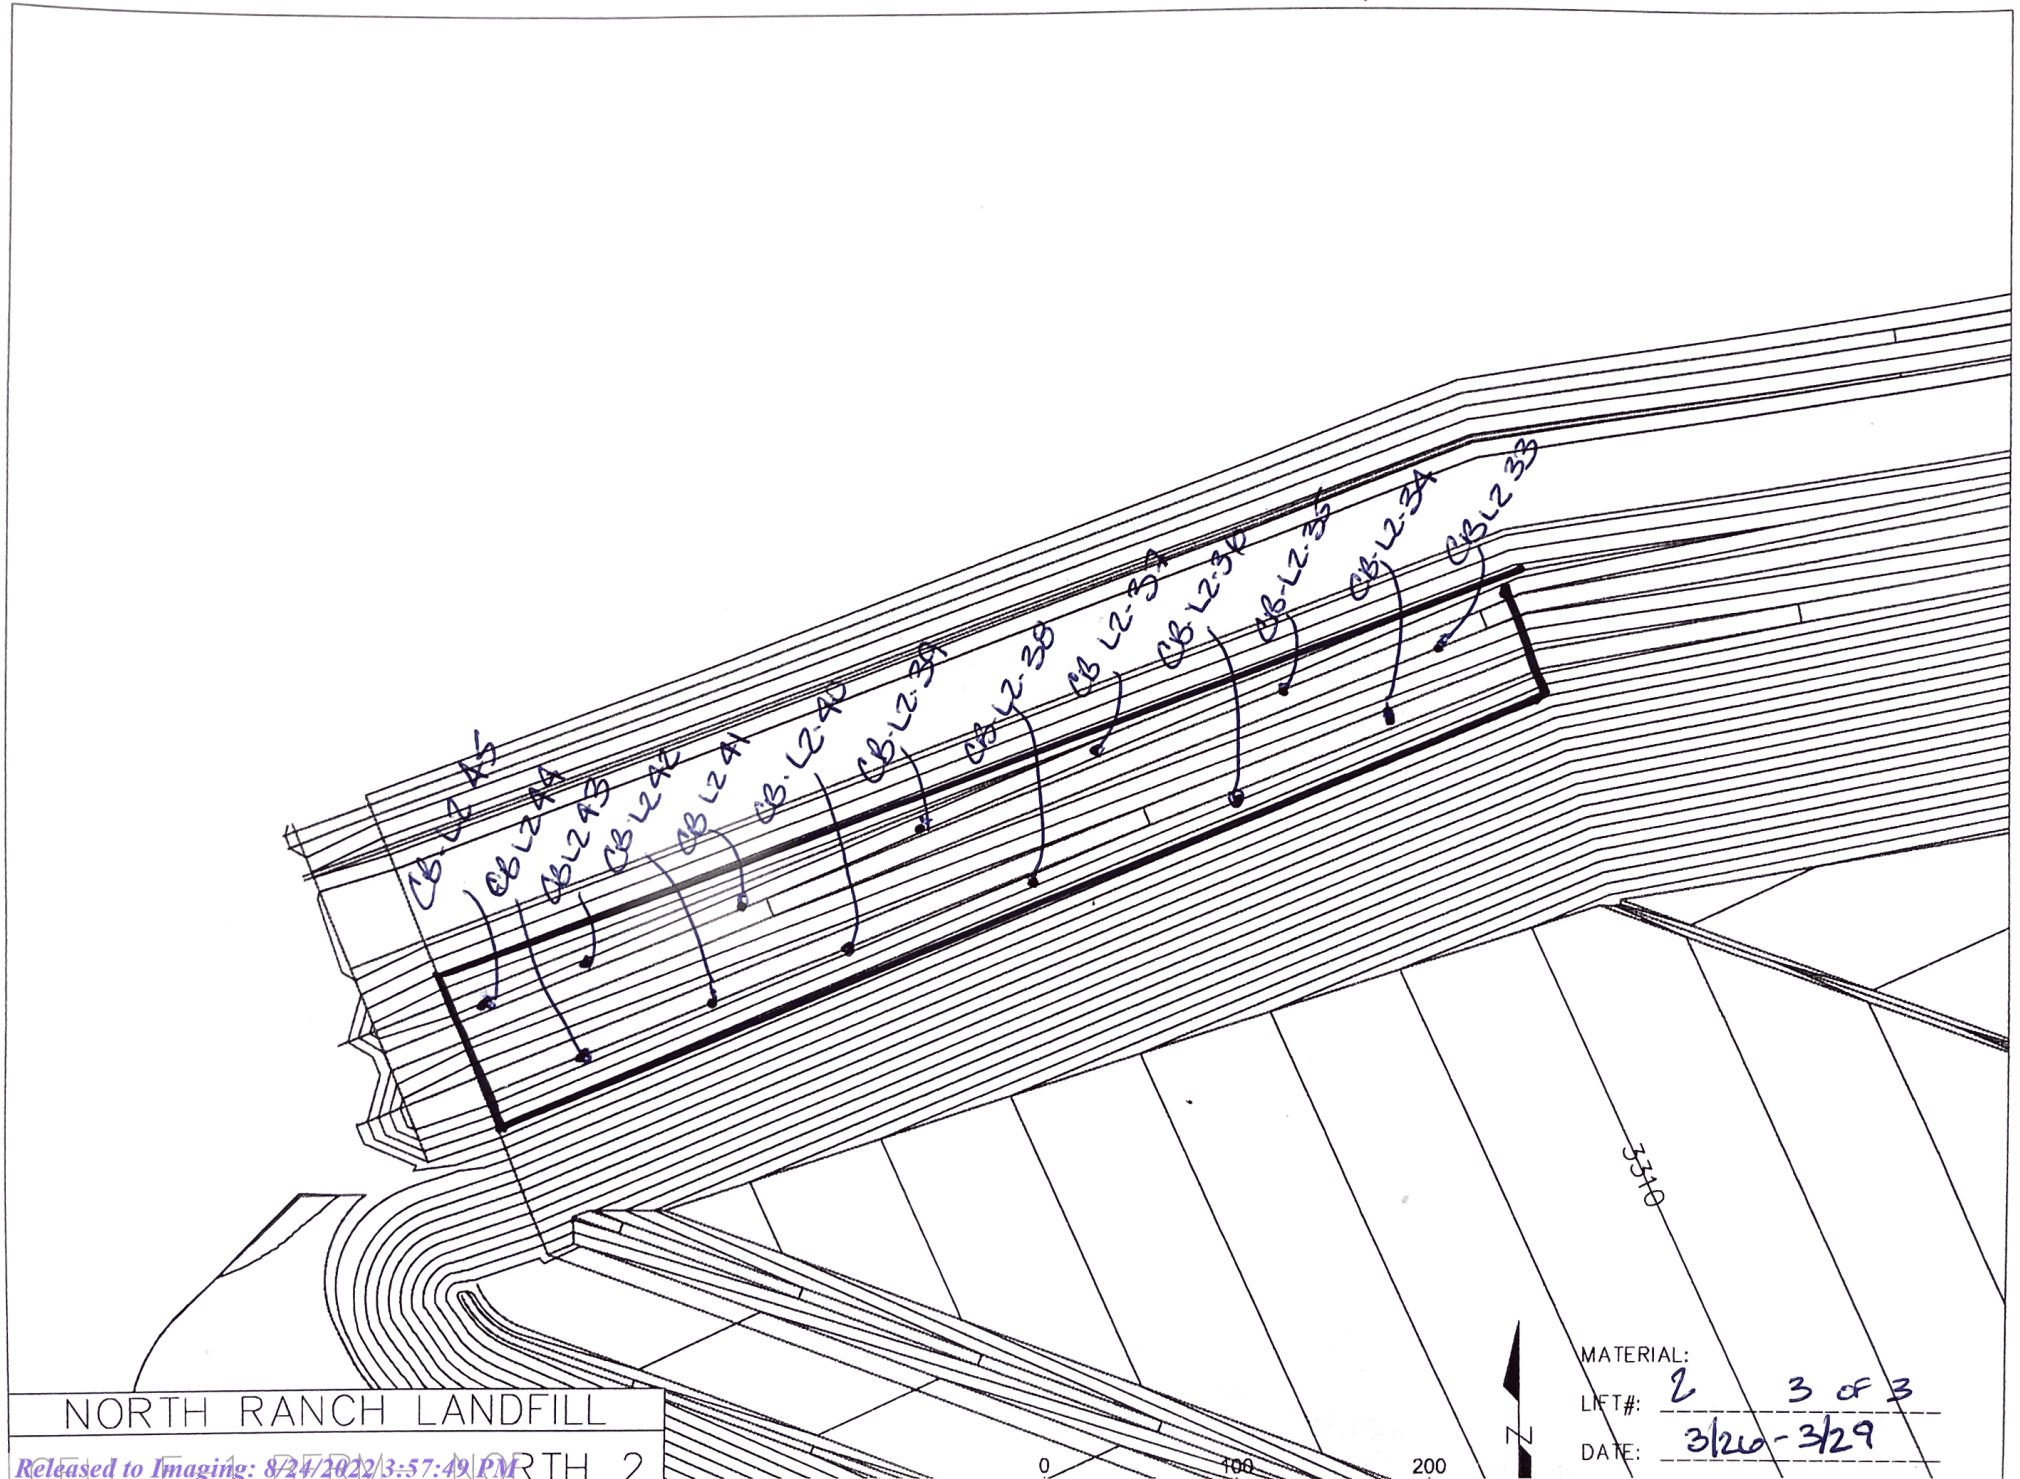 CB-L2 45
CB L2 44
CB L2 43
CB L2 42
CB L2 41
CB-L2-40
CB-L2-39
CB-L2-38
CB L2-37
CB-L2-36
CB-L2-35
CB-L2-34
CB L2 33
3310
MATERIAL:
LIFT#: 2 3 OF 3
DATE: 3/26-3/29
N
0 100 200
NORTH RANCH LANDFILL
NORTH 2
Released to Imaging: 8/24/2022 3:57:49 PM